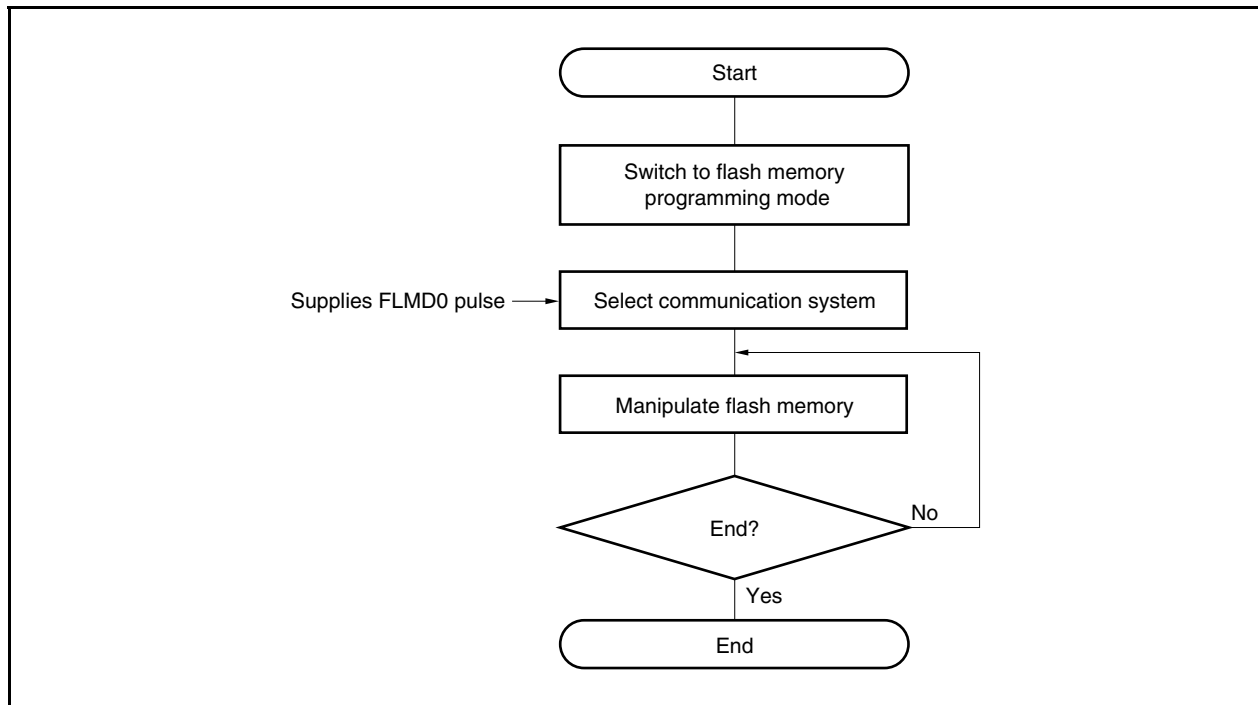 Start
Switch to flash memory
programming mode
Supplies FLMD0 pulse
Select communication system
Manipulate flash memory
End?
No
Yes
End